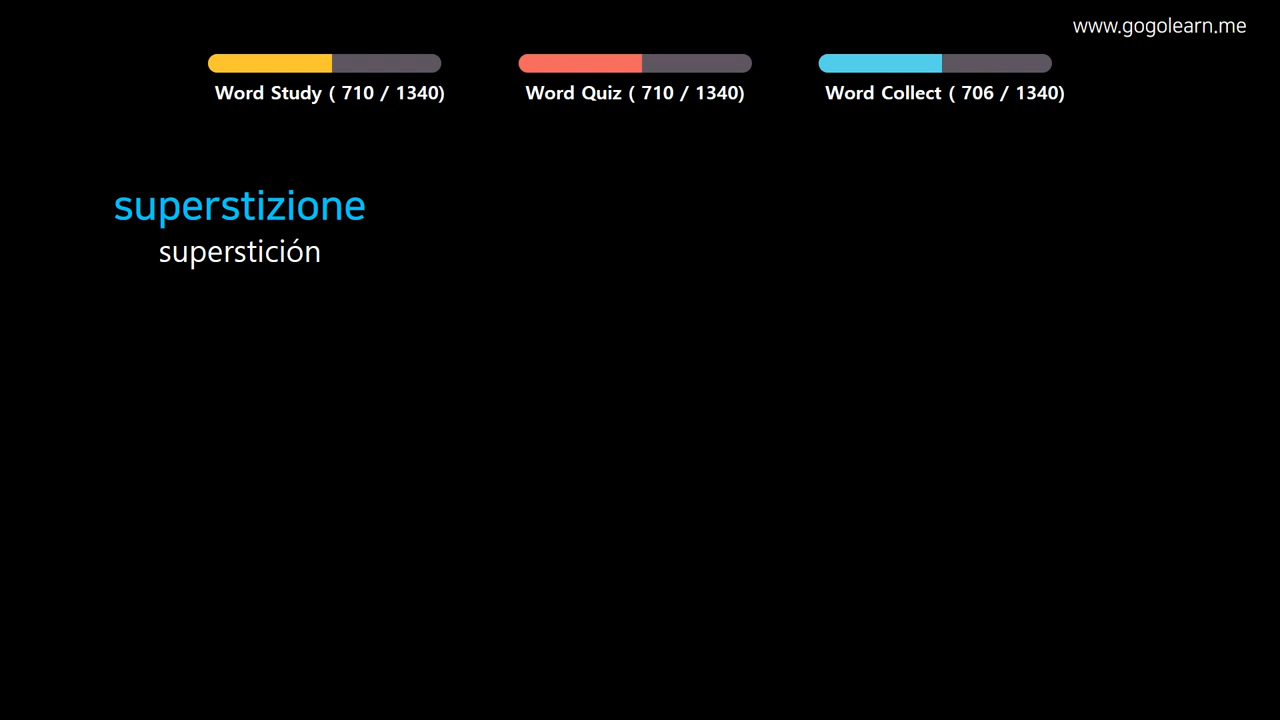 www.gogolearn.me
Word Study ( 710 / 1340)
Word Quiz ( 710 / 1340)
Word Collect ( 706 / 1340)
superstizione
superstición